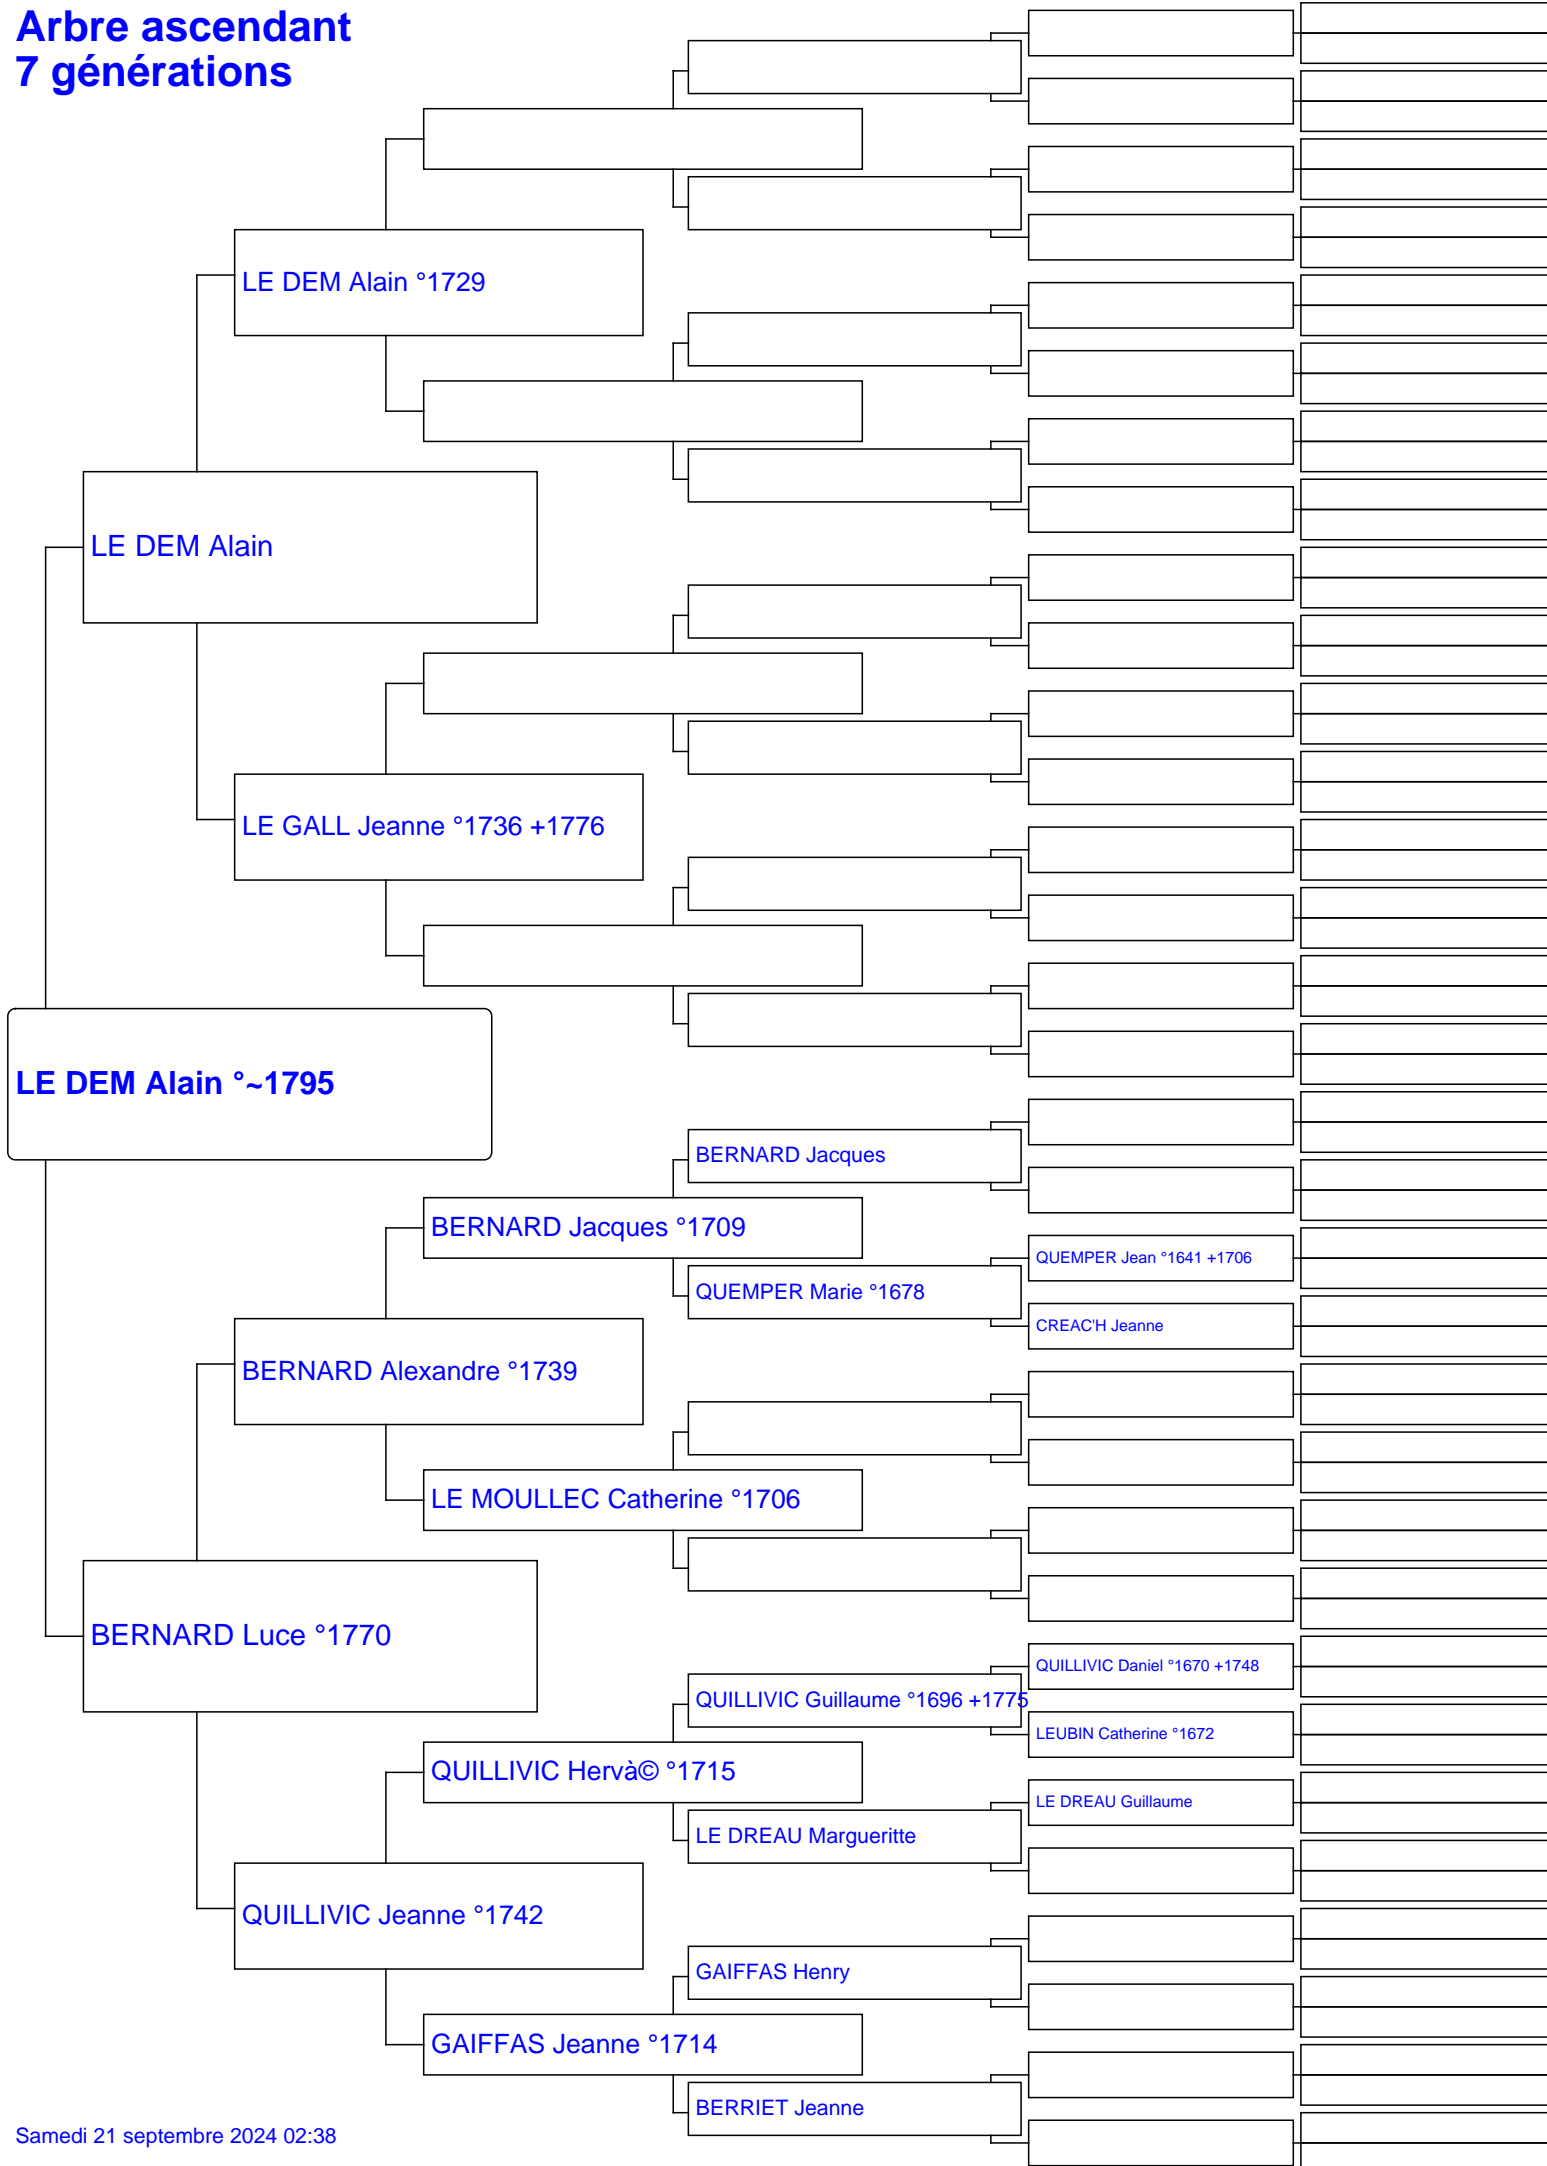 Arbre ascendant
7 générations
LE DEM Alain °1729
LE DEM Alain
LE GALL Jeanne °1736 +1776
LE DEM Alain °~1795
BERNARD Jacques
BERNARD Jacques °1709
QUEMPER Jean °1641 +1706
QUEMPER Marie °1678
CREAC'H Jeanne
BERNARD Alexandre °1739
LE MOULLEC Catherine °1706
BERNARD Luce °1770
QUILLIVIC Daniel °1670 +1748
QUILLIVIC Guillaume °1696 +1775
LEUBIN Catherine °1672
QUILLIVIC Hervà© °1715
LE DREAU Guillaume
LE DREAU Margueritte
QUILLIVIC Jeanne °1742
GAIFFAS Henry
GAIFFAS Jeanne °1714
BERRIET Jeanne
Samedi 21 septembre 2024 02:38